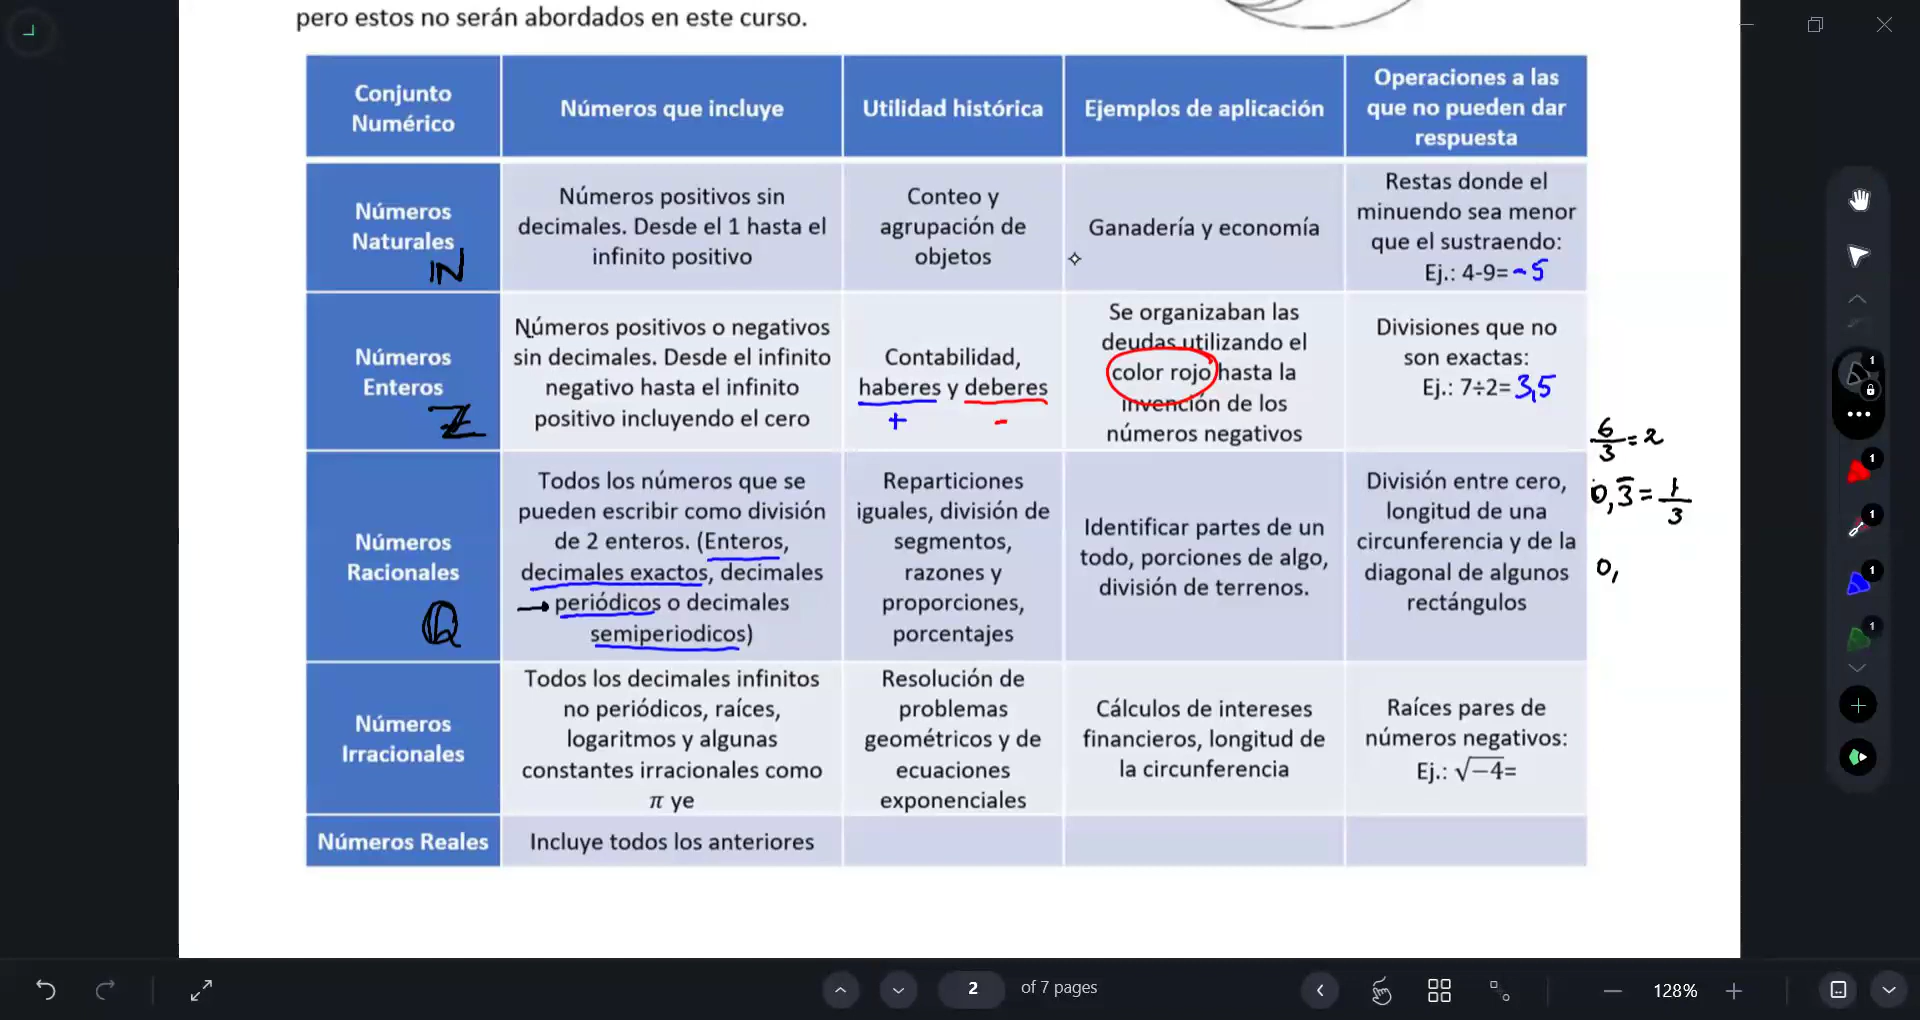 pero estos no serán abordados en este curso.
Conjunto
Numérico
Números que incluye
Utilidad histórica
Ejemplos de aplicación
Operaciones a las
que no pueden dar
respuesta
Números
Naturales
IN
Números positivos sin
decimales. Desde el 1 hasta el
infinito positivo
Conteo y
agrupación de
objetos
Ganadería y economía
Restas donde el
minuendo sea menor
que el sustraendo:
Ej.: 4-9= -5
Números
Enteros
Z
Números positivos o negativos
sin decimales. Desde el infinito
negativo hasta el infinito
positivo incluyendo el cero
Contabilidad,
haberes y deberes
+ -
Se organizaban las
deudas utilizando el
color rojo hasta la
invención de los
números negativos
Divisiones que no
son exactas:
Ej.: 7÷2= 3,5
6/3 = 2
Números
Racionales
Q
Todos los números que se
pueden escribir como división
de 2 enteros. (Enteros,
decimales exactos, decimales
periódicos o decimales
semiperiodicos)
Reparticiones
iguales, división de
segmentos,
razones y
proporciones,
porcentajes
Identificar partes de un
todo, porciones de algo,
división de terrenos.
División entre cero,
longitud de una
circunferencia y de la
diagonal de algunos
rectángulos
0,3̅ = 1/3
0,
Números
Irracionales
Todos los decimales infinitos
no periódicos, raíces,
logaritmos y algunas
constantes irracionales como
π ye
Resolución de
problemas
geométricos y de
ecuaciones
exponenciales
Cálculos de intereses
financieros, longitud de
la circunferencia
Raíces pares de
números negativos:
Ej.: √−4=
Números Reales
Incluye todos los anteriores
1
1
1
1
1
2 of 7 pages
128%